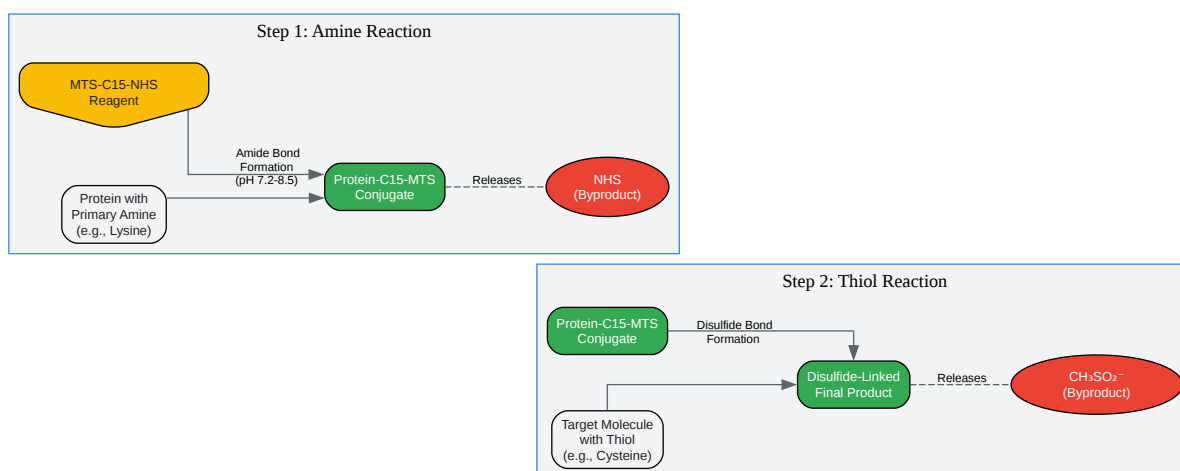 Step 1: Amine Reaction
MTS-C15-NHS
Reagent
Amide Bond
Formation
(pH 7.2-8.5)
Protein with
Primary Amine
(e.g., Lysine)
Protein-C15-MTS
Conjugate
Releases
NHS
(Byproduct)
Step 2: Thiol Reaction
Protein-C15-MTS
Conjugate
Disulfide Bond
Formation
Target Molecule
with Thiol
(e.g., Cysteine)
Disulfide-Linked
Final Product
Releases
CH₃SO₂⁻
(Byproduct)